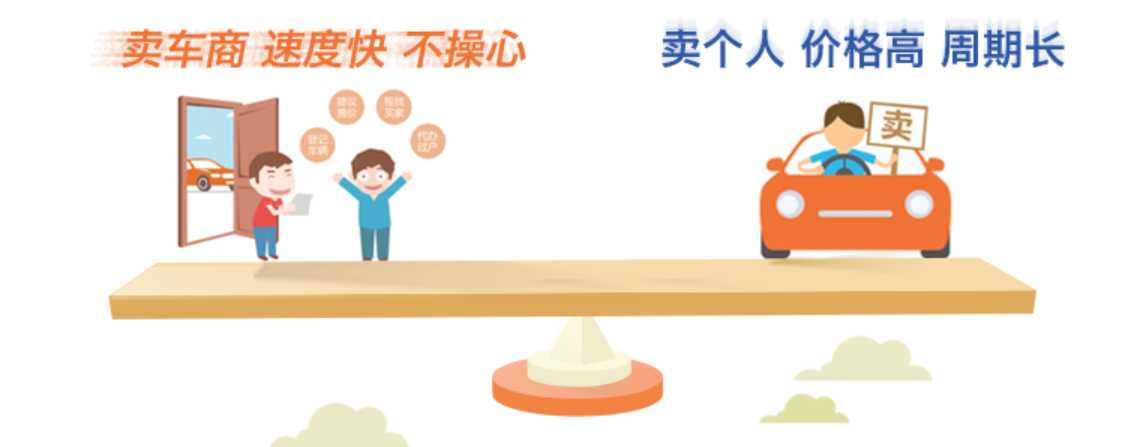 卖车商 速度快 不操心
卖个人 价格高 周期长
建议
售价
帮找
买家
登记
车辆
代办
过户
卖